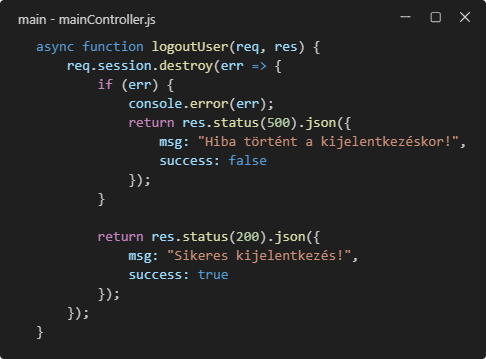 main - mainController.js
async function logoutUser(req, res) {
    req.session.destroy(err => {
        if (err) {
            console.error(err);
            return res.status(500).json({
                msg: "Hiba történt a kijelentkezéskor!",
                success: false
            });
        }

        return res.status(200).json({
            msg: "Sikeres kijelentkezés!",
            success: true
        });
    });
}